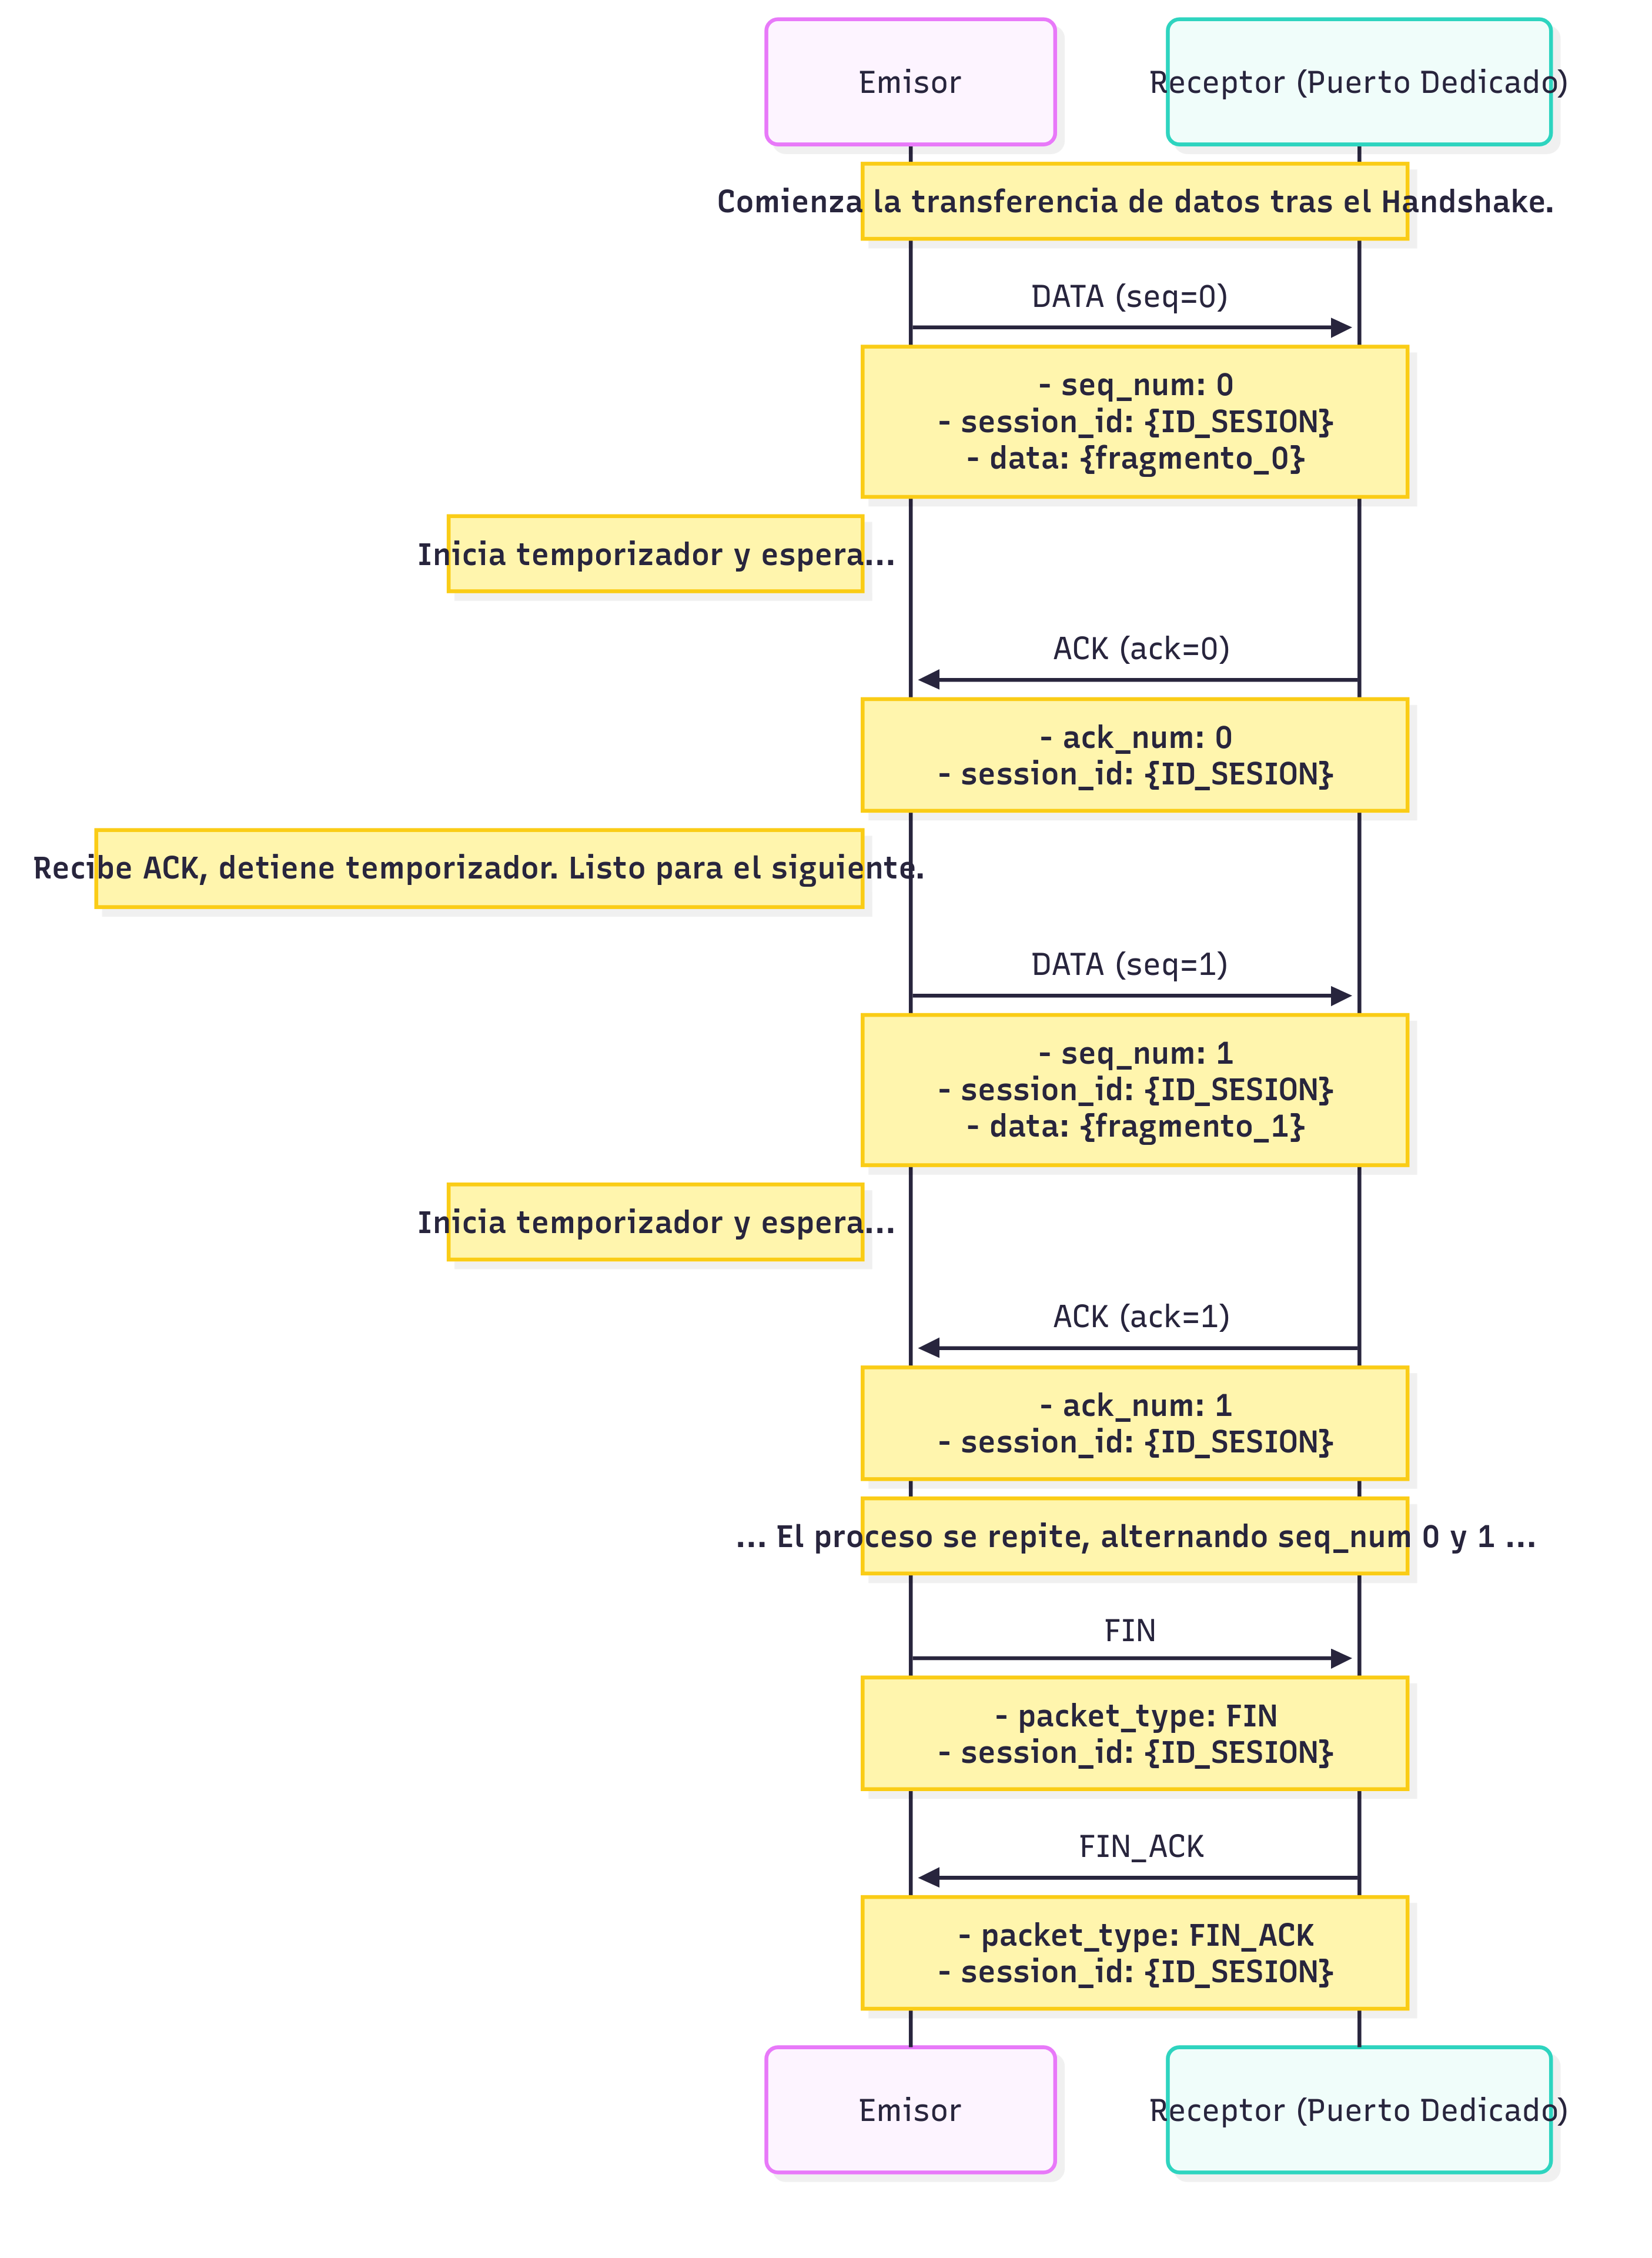 Emisor
Receptor (Puerto Dedicado)
Comienza la transferencia de datos tras el Handshake.
DATA (seq=0)
- seq_num: 0
- session_id: {ID_SESION}
- data: {fragmento_0}
Inicia temporizador y espera...
ACK (ack=0)
- ack_num: 0
- session_id: {ID_SESION}
Recibe ACK, detiene temporizador. Listo para el siguiente.
DATA (seq=1)
- seq_num: 1
- session_id: {ID_SESION}
- data: {fragmento_1}
Inicia temporizador y espera...
ACK (ack=1)
- ack_num: 1
- session_id: {ID_SESION}
... El proceso se repite, alternando seq_num 0 y 1 ...
FIN
- packet_type: FIN
- session_id: {ID_SESION}
FIN_ACK
- packet_type: FIN_ACK
- session_id: {ID_SESION}
Emisor
Receptor (Puerto Dedicado)